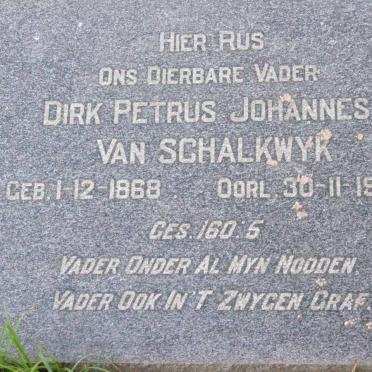 HIER RUS
ONS DIERBARE VADER
DIRK PETRUS JOHANNES
VAN SCHALKWYK
GEB. 1-12-1868 OORL. 30-11-19
GES. 160:5
VADER ONDER AL MYN NOODEN.
VADER OOK IN 'T ZWYGEN GRAF.